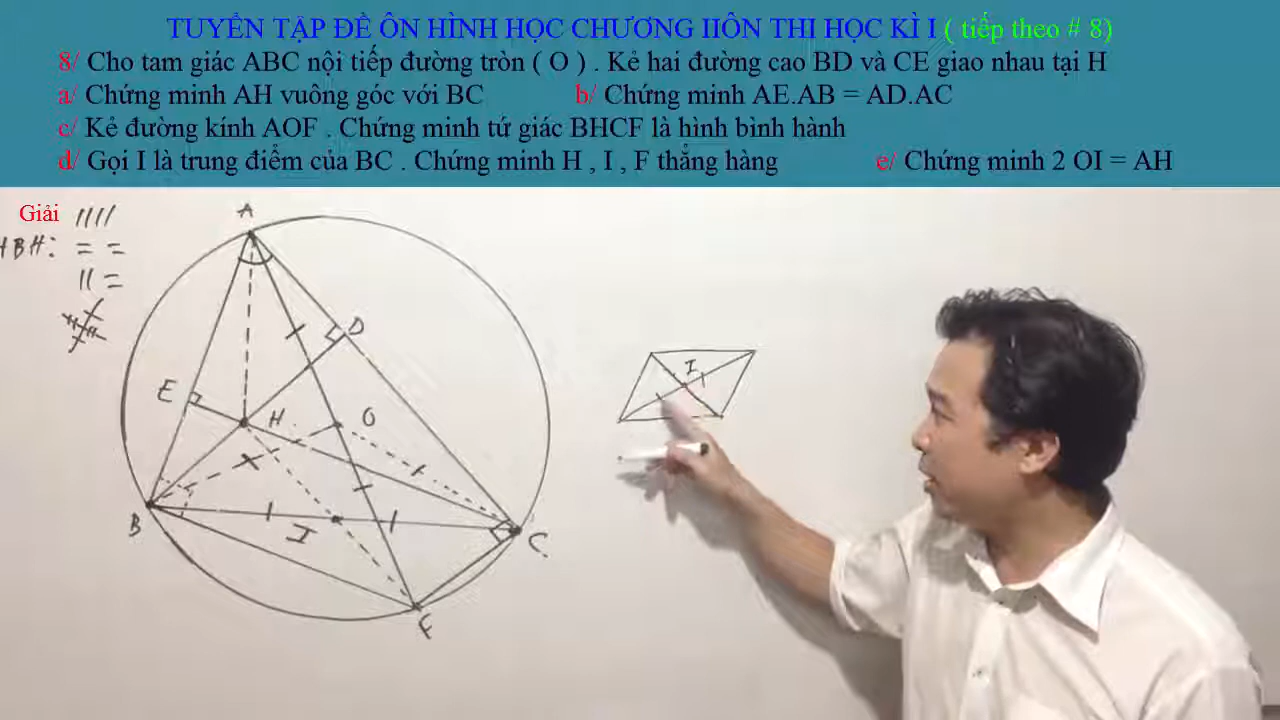 TUYỂN TẬP ĐỀ ÔN HÌNH HỌC CHƯƠNG IIÔN THI HỌC KÌ I ( tiếp theo # 8)
8/ Cho tam giác ABC nội tiếp đường tròn ( O ) . Kẻ hai đường cao BD và CE giao nhau tại H
a/ Chứng minh AH vuông góc với BC b/ Chứng minh AE.AB = AD.AC
c/ Kẻ đường kính AOF . Chứng minh tứ giác BHCF là hình bình hành
d/ Gọi I là trung điểm của BC . Chứng minh H , I , F thẳng hàng e/ Chứng minh 2 OI = AH
Giải ////
HBH: = =
// =
A
D
E
H
O
I
B
I
C
F